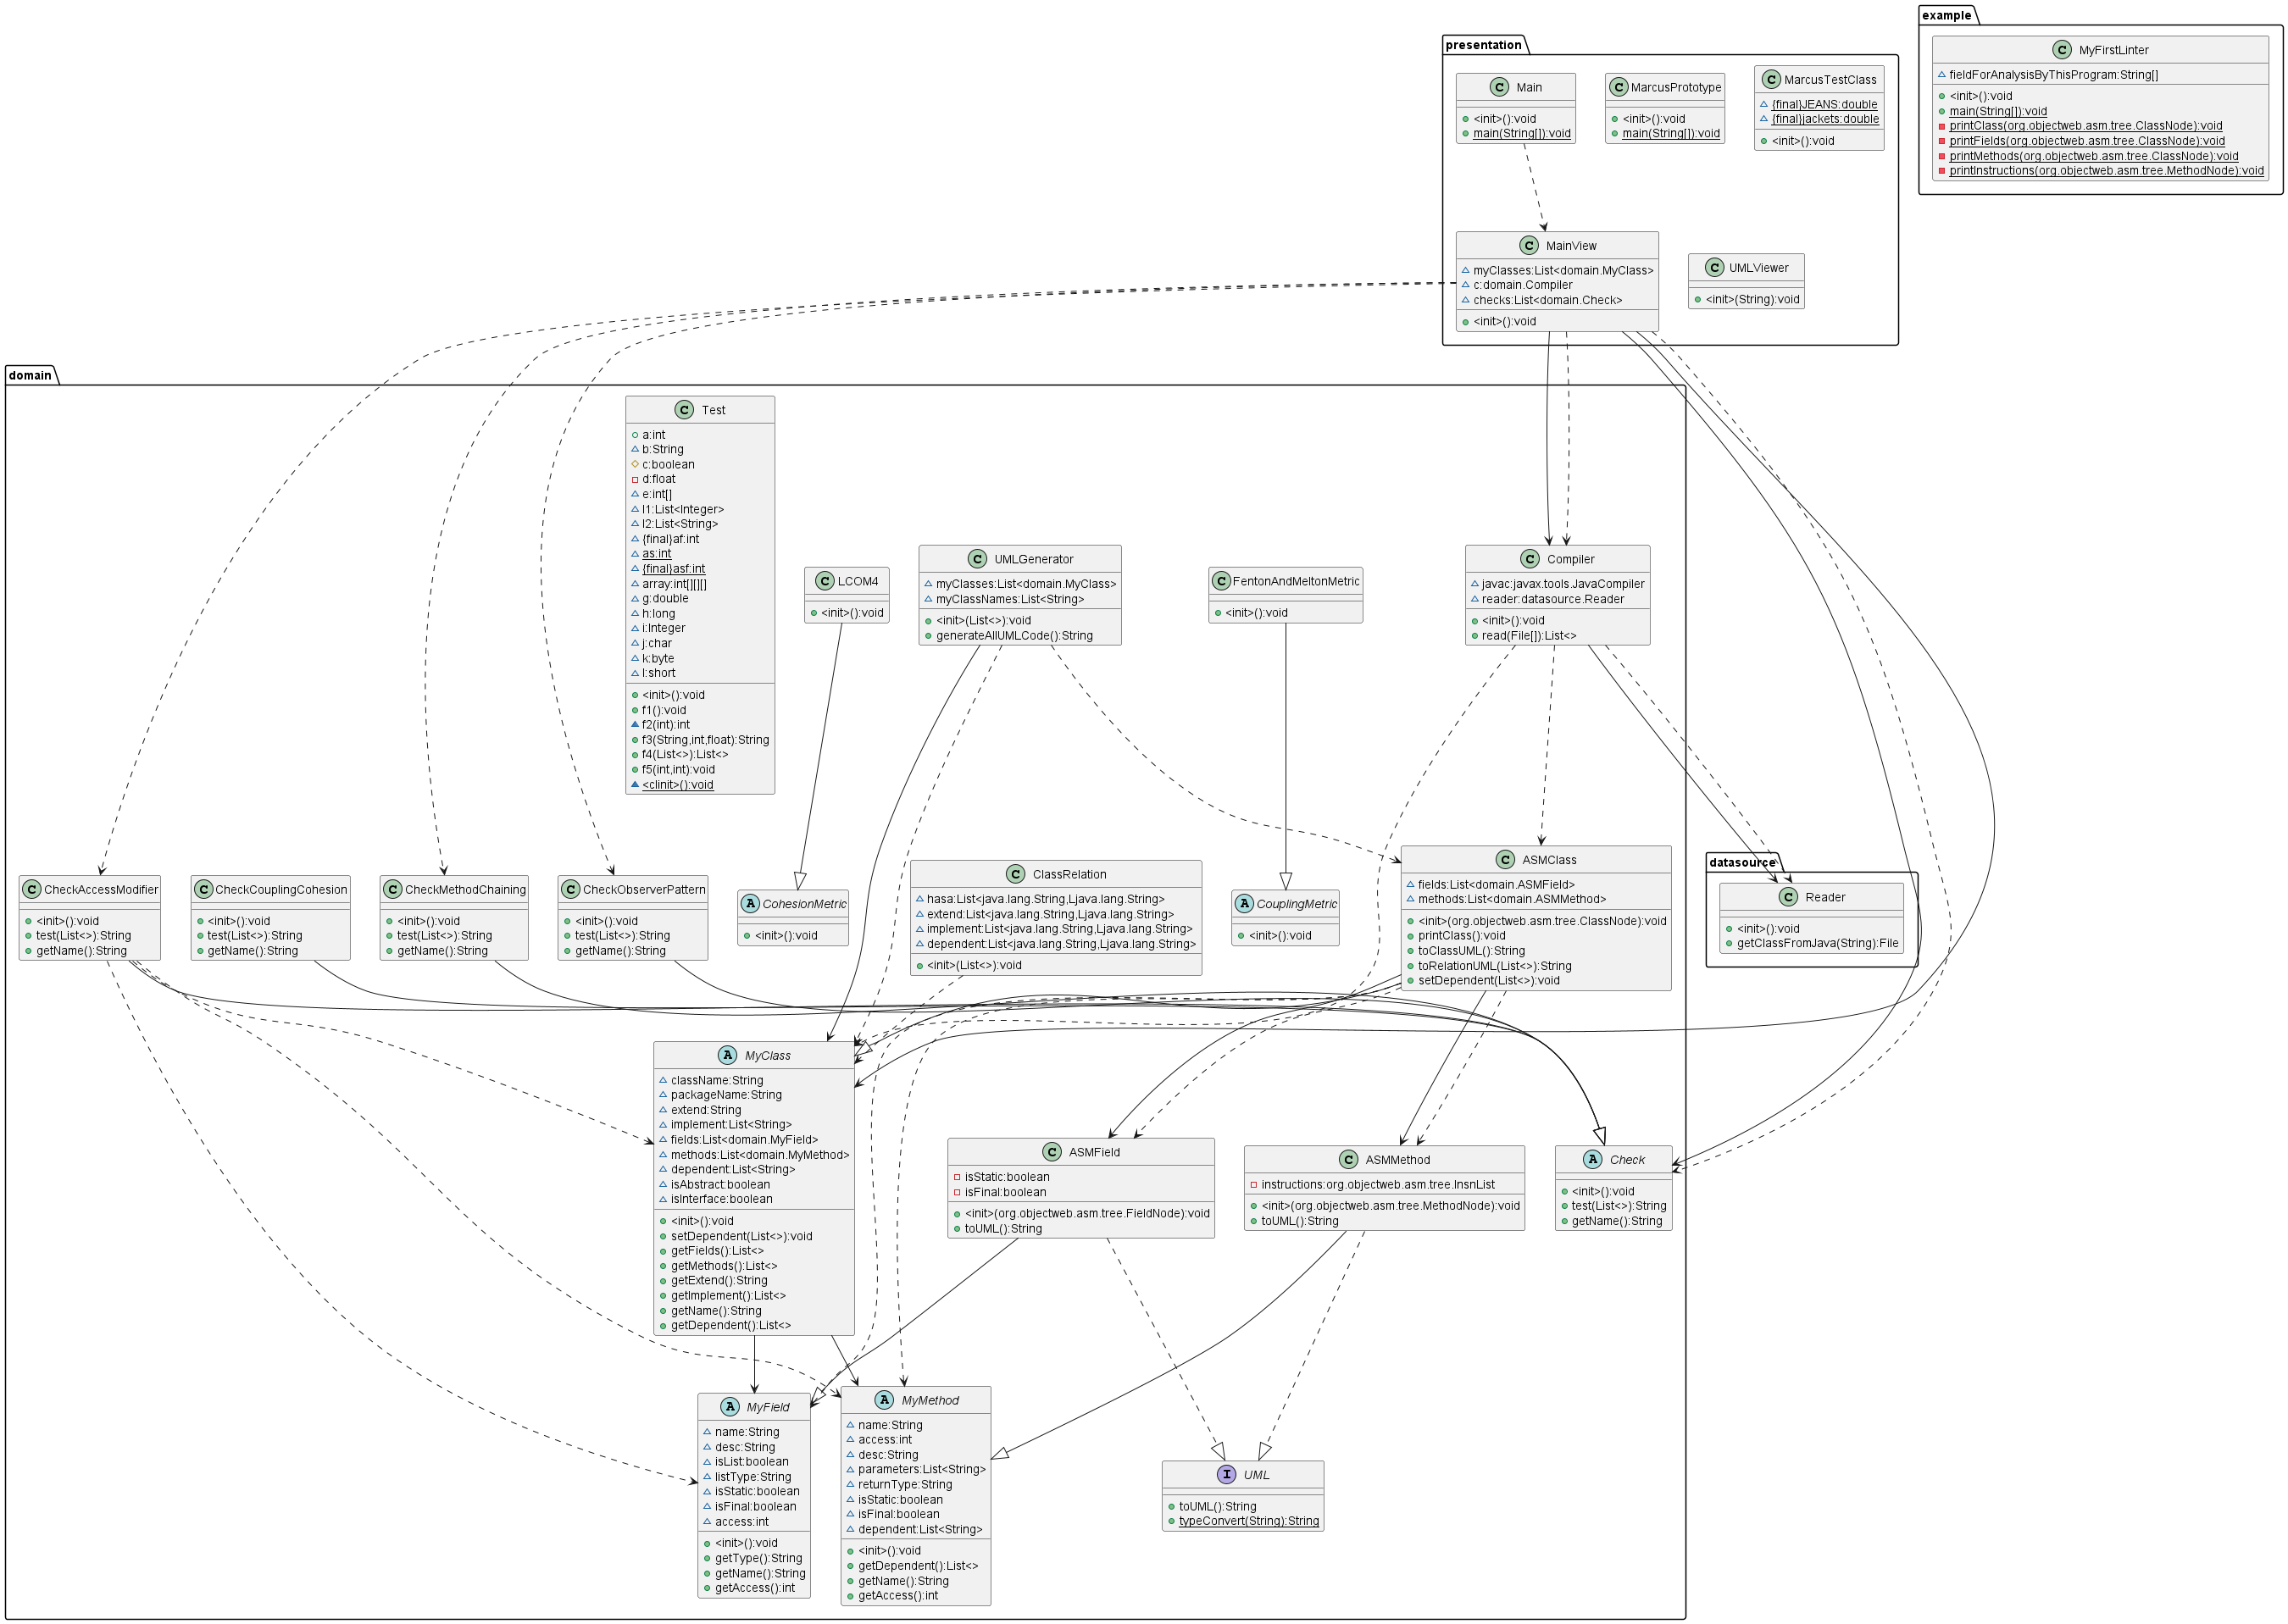 example
C MyFirstLinter
fieldForAnalysisByThisProgram:String[]
<init>():void
main(String[]):void
printClass(org.objectweb.asm.tree.ClassNode):void
printFields(org.objectweb.asm.tree.ClassNode):void
printMethods(org.objectweb.asm.tree.ClassNode):void
printInstructions(org.objectweb.asm.tree.MethodNode):void
presentation
C Main
<init>():void
main(String[]):void
C MarcusPrototype
<init>():void
main(String[]):void
C MarcusTestClass
{final}JEANS:double
{final}jackets:double
<init>():void
C MainView
myClasses:List<domain.MyClass>
c:domain.Compiler
checks:List<domain.Check>
<init>():void
C UMLViewer
<init>(String):void
domain
C Test
a:int
b:String
c:boolean
d:float
e:int[]
l1:List<Integer>
l2:List<String>
{final}af:int
as:int
{final}asf:int
array:int[][][]
g:double
h:long
i:Integer
j:char
k:byte
l:short
<init>():void
f1():void
f2(int):int
f3(String,int,float):String
f4(List<>):List<>
f5(int,int):void
<clinit>():void
C LCOM4
<init>():void
C UMLGenerator
myClasses:List<domain.MyClass>
myClassNames:List<String>
<init>(List<>):void
generateAllUMLCode():String
C FentonAndMeltonMetric
<init>():void
C Compiler
javac:javax.tools.JavaCompiler
reader:datasource.Reader
<init>():void
read(File[]):List<>
C CheckAccessModifier
<init>():void
test(List<>):String
getName():String
C CheckCouplingCohesion
<init>():void
test(List<>):String
getName():String
C CheckMethodChaining
<init>():void
test(List<>):String
getName():String
C CheckObserverPattern
<init>():void
test(List<>):String
getName():String
A CohesionMetric
<init>():void
C ClassRelation
hasa:List<java.lang.String,Ljava.lang.String>
extend:List<java.lang.String,Ljava.lang.String>
implement:List<java.lang.String,Ljava.lang.String>
dependent:List<java.lang.String,Ljava.lang.String>
<init>(List<>):void
A CouplingMetric
<init>():void
C ASMClass
fields:List<domain.ASMField>
methods:List<domain.ASMMethod>
<init>(org.objectweb.asm.tree.ClassNode):void
printClass():void
toClassUML():String
toRelationUML(List<>):String
setDependent(List<>):void
datasource
C Reader
<init>():void
getClassFromJava(String):File
A MyClass
className:String
packageName:String
extend:String
implement:List<String>
fields:List<domain.MyField>
methods:List<domain.MyMethod>
dependent:List<String>
isAbstract:boolean
isInterface:boolean
<init>():void
setDependent(List<>):void
getFields():List<>
getMethods():List<>
getExtend():String
getImplement():List<>
getName():String
getDependent():List<>
C ASMField
isStatic:boolean
isFinal:boolean
<init>(org.objectweb.asm.tree.FieldNode):void
toUML():String
C ASMMethod
instructions:org.objectweb.asm.tree.InsnList
<init>(org.objectweb.asm.tree.MethodNode):void
toUML():String
A Check
<init>():void
test(List<>):String
getName():String
A MyField
name:String
desc:String
isList:boolean
listType:String
isStatic:boolean
isFinal:boolean
access:int
<init>():void
getType():String
getName():String
getAccess():int
A MyMethod
name:String
access:int
desc:String
parameters:List<String>
returnType:String
isStatic:boolean
isFinal:boolean
dependent:List<String>
<init>():void
getDependent():List<>
getName():String
getAccess():int
I UML
toUML():String
typeConvert(String):String